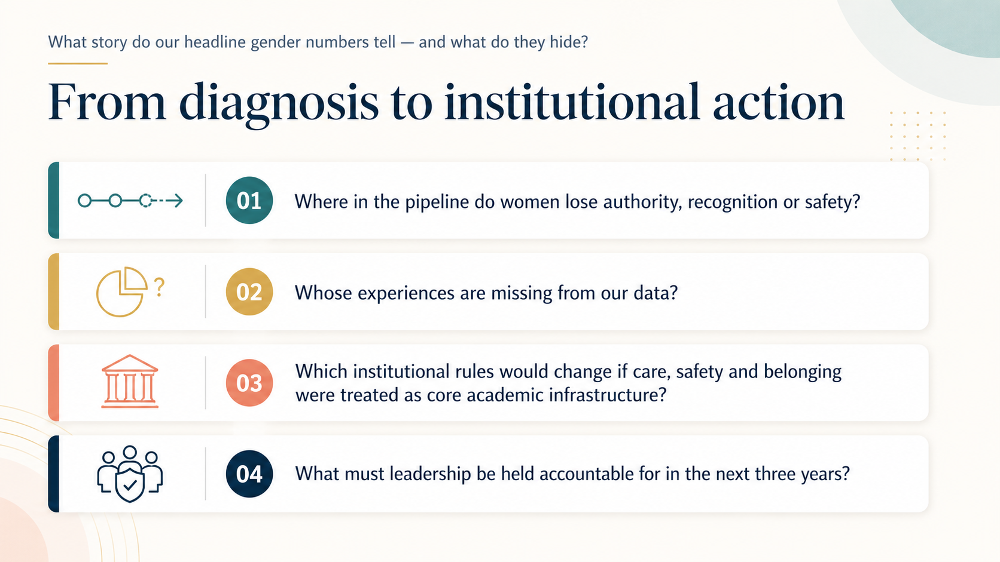 What story do our headline gender numbers tell — and what do they hide?
From diagnosis to institutional action
01
Where in the pipeline do women lose authority, recognition or safety?
?
02
Whose experiences are missing from our data?
03
Which institutional rules would change if care, safety and belonging
were treated as core academic infrastructure?
04
What must leadership be held accountable for in the next three years?